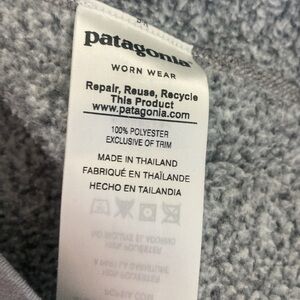 patagonia®
WORN WEAR
Repair, Reuse, Recycle
This Product
www.patagonia.com
100% POLYESTER
EXCLUSIVE OF TRIM
MADE IN THAILAND
FABRIQUÉ EN THAÏLANDE
HECHO EN TAILANDIA